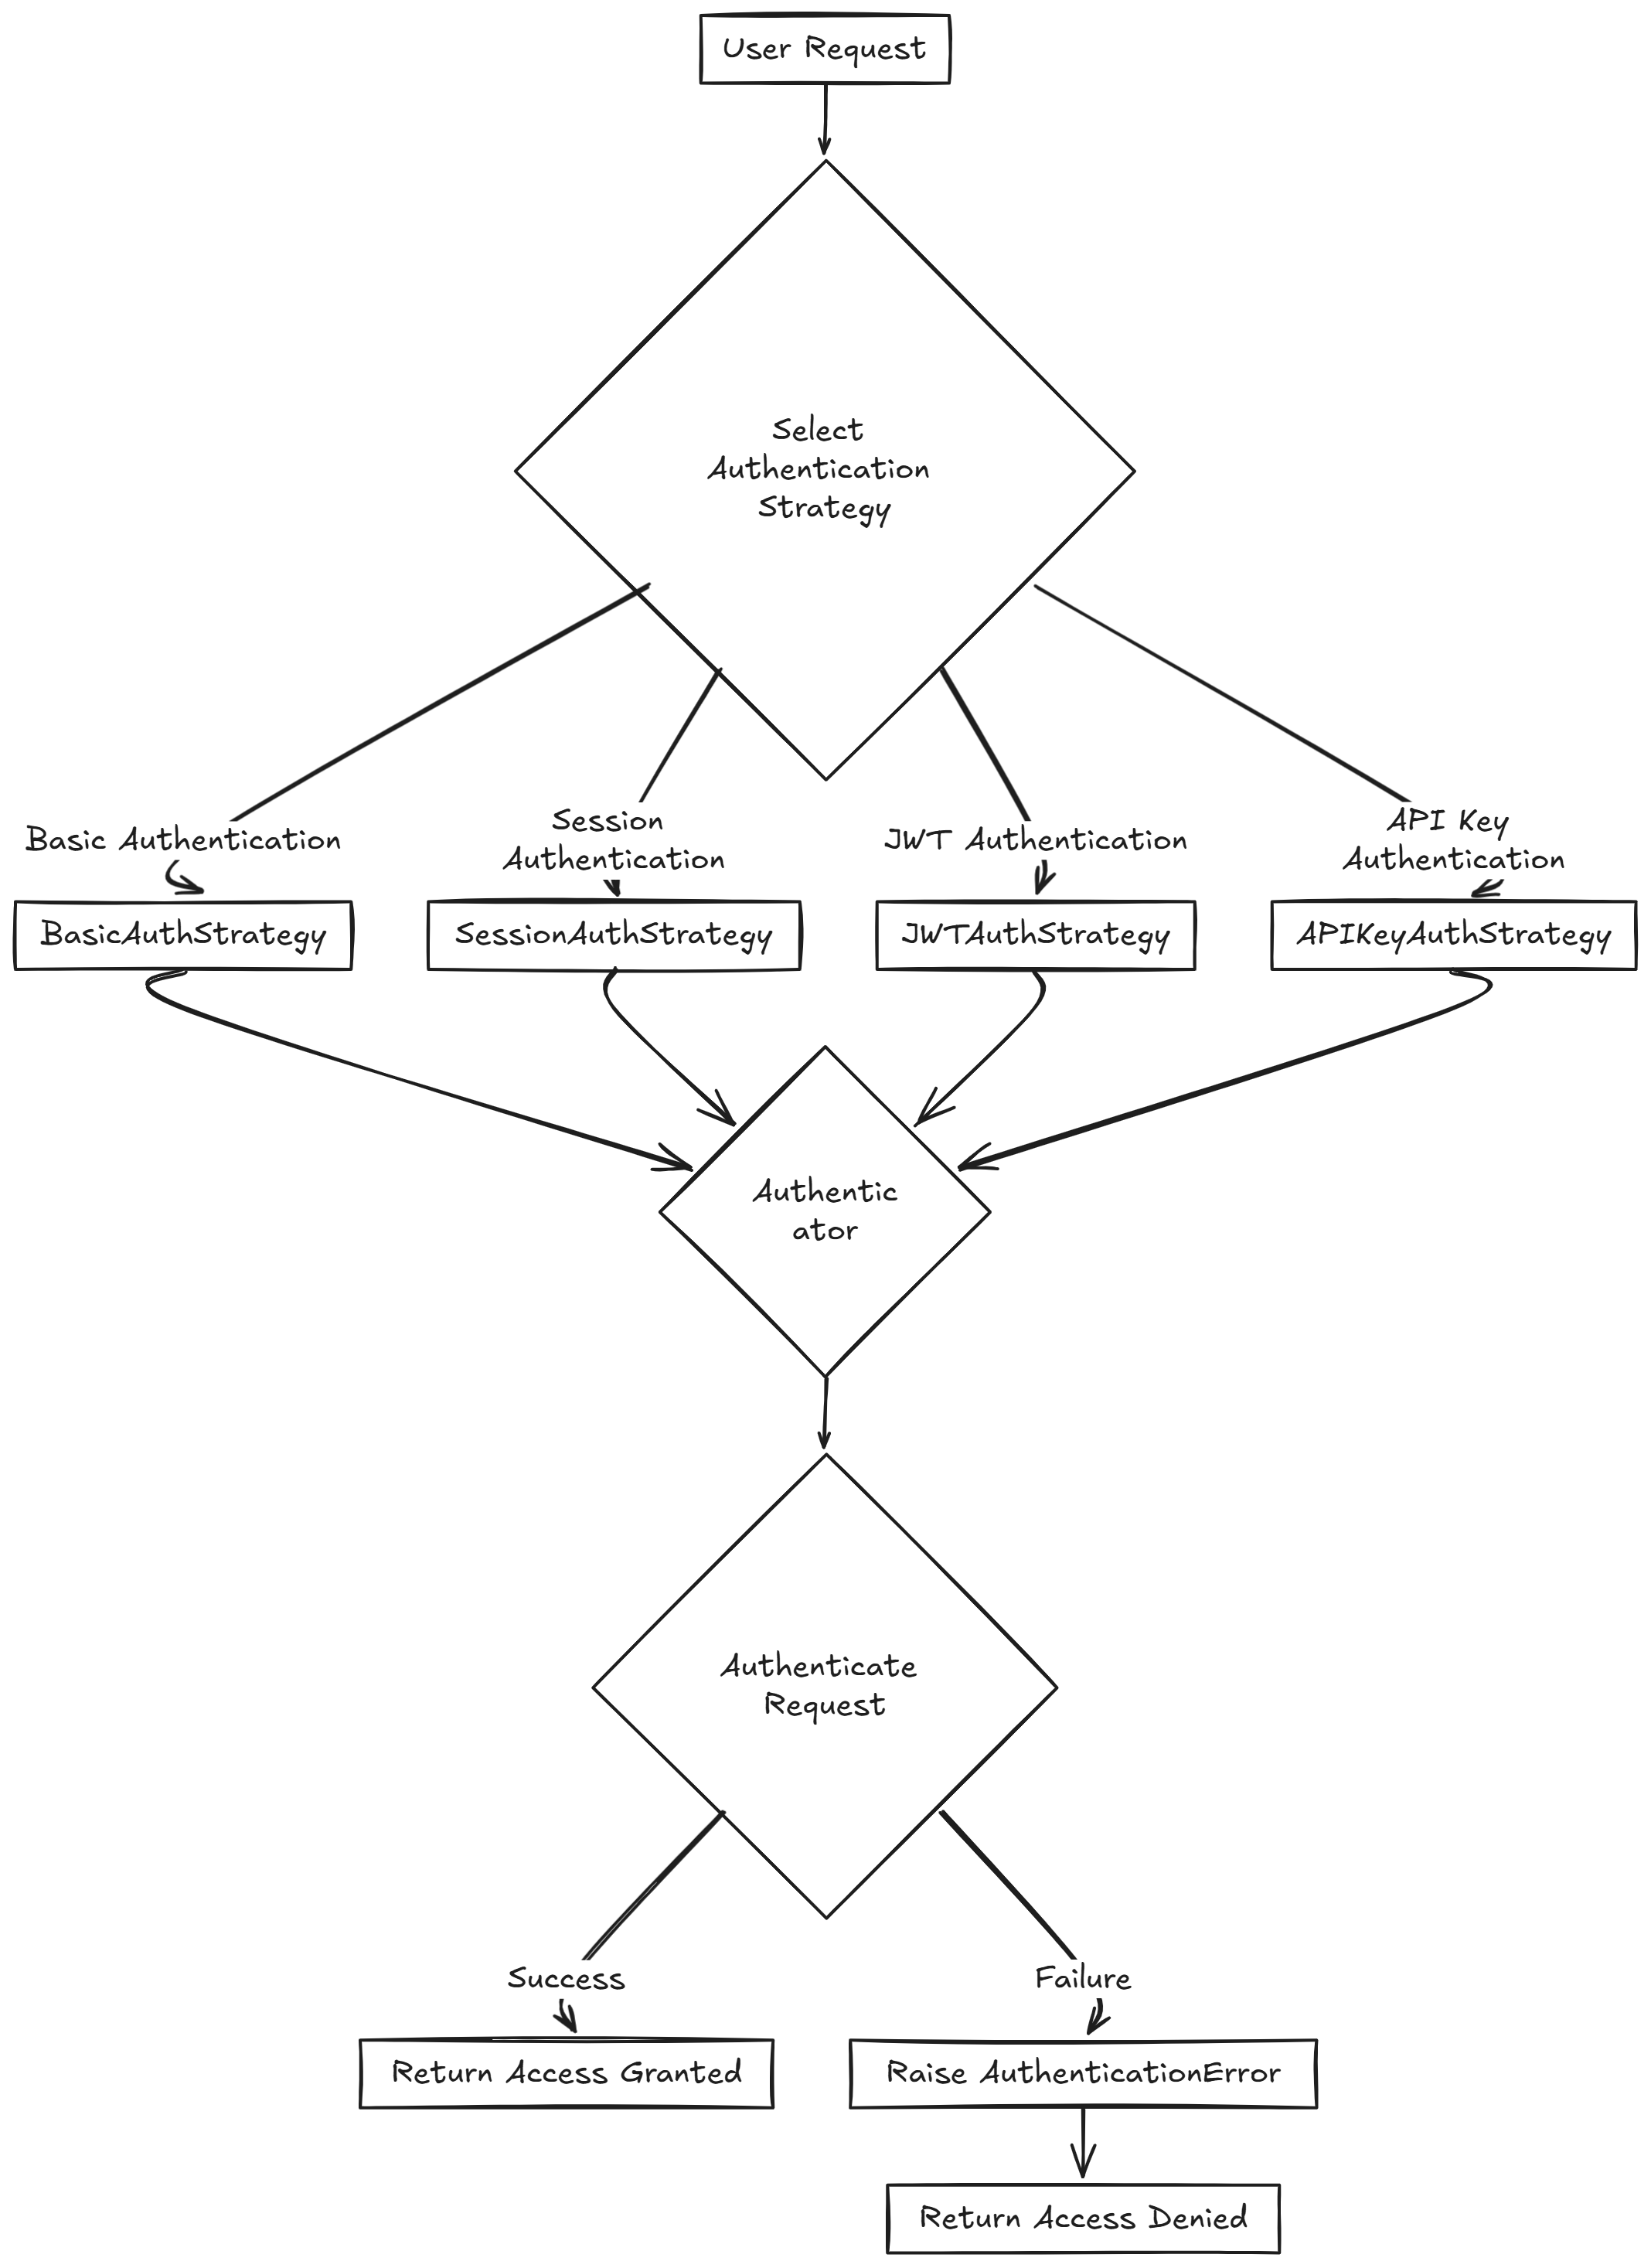 User Request
Select
Authentication
Strategy
Basic Authentication
Session
Authentication
JWT Authentication
API Key
Authentication
BasicAuthStrategy
SessionAuthStrategy
JWTAuthStrategy
APIKeyAuthStrategy
Authentic
ator
Authenticate
Request
Success
Failure
Return Access Granted
Raise AuthenticationError
Return Access Denied